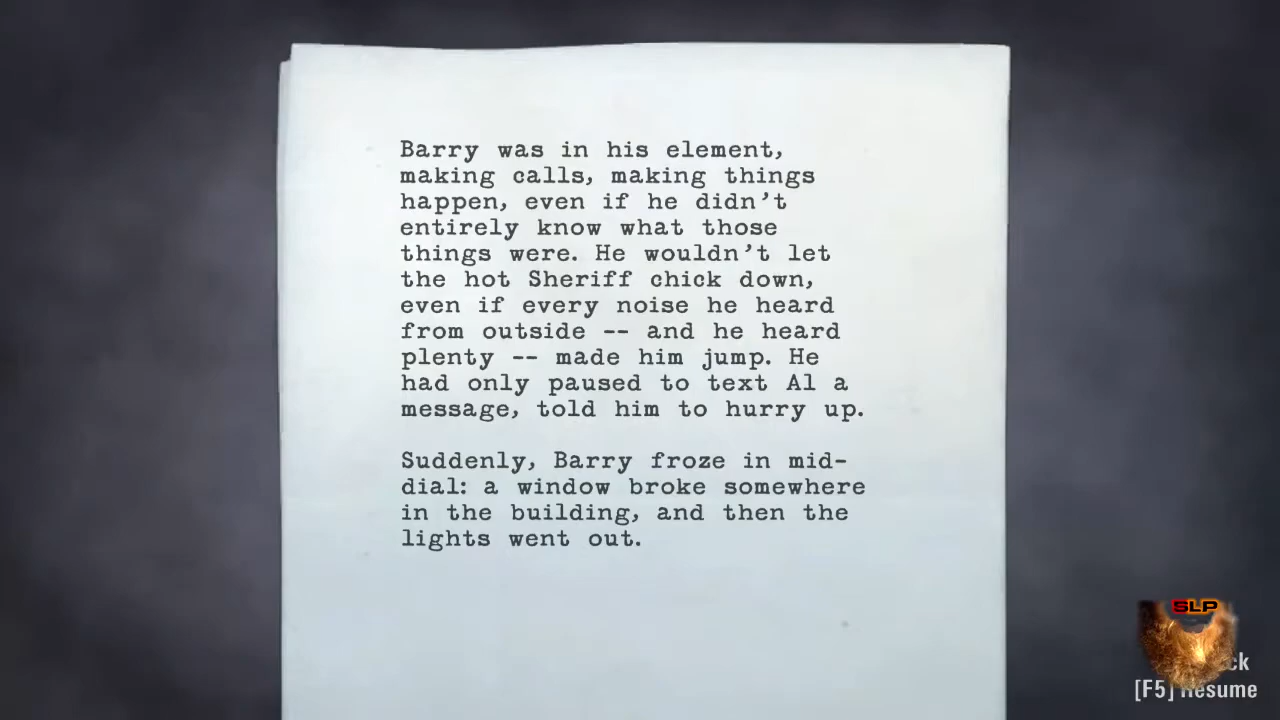 Barry was in his element,
making calls, making things
happen, even if he didn't
entirely know what those
things were. He wouldn't let
the hot Sheriff chick down,
even if every noise he heard
from outside -- and he heard
plenty -- made him jump. He
had only paused to text Al a
message, told him to hurry up.
Suddenly, Barry froze in mid-
dial: a window broke somewhere
in the building, and then the
lights went out.
SLP
[F5] Resume